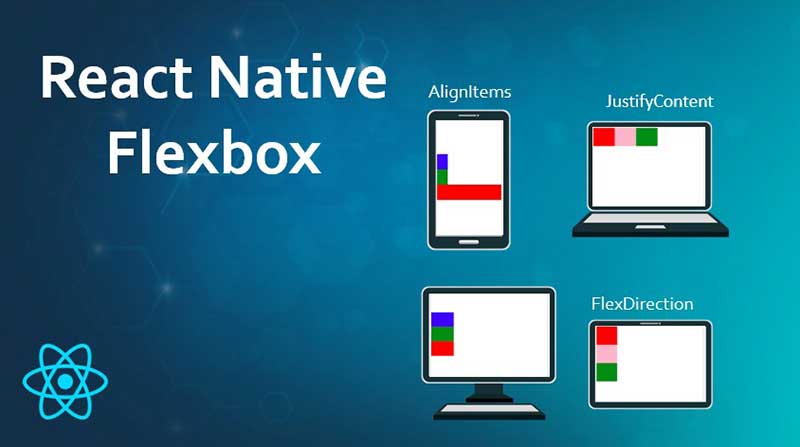 React Native
Flexbox
AlignItems
JustifyContent
FlexDirection